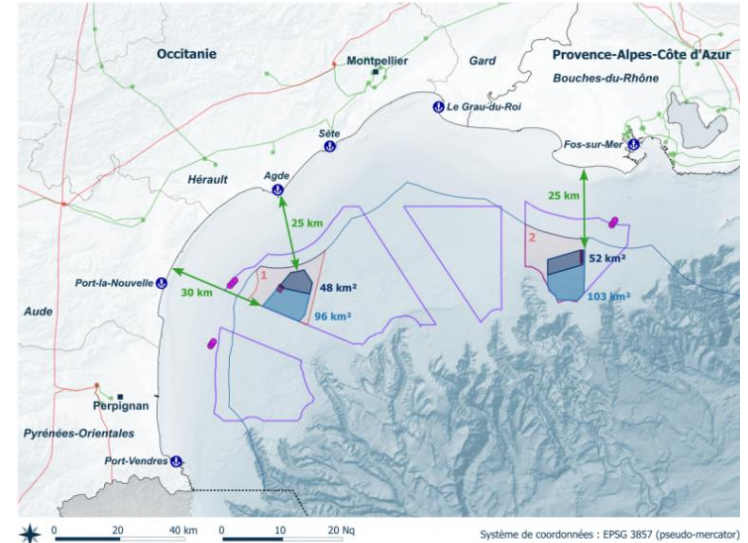 Occitanie
Montpellier
Gard
Provence-Alpes-Côte d'Azur
Bouches-du-Rhône
Le Grau-du-Roi
Sète
Fos-sur-Mer
Hérault
Agde
25 km
25 km
1
2
Port-la-Nouvelle
30 km
48 km²
52 km²
96 km²
103 km²
Aude
Perpignan
Pyrénées-Orientales
Port-Vendres
0 20 40 km
0 10 20 Nq
Système de coordonnées : EPSG 3857 (pseudo-mercator)